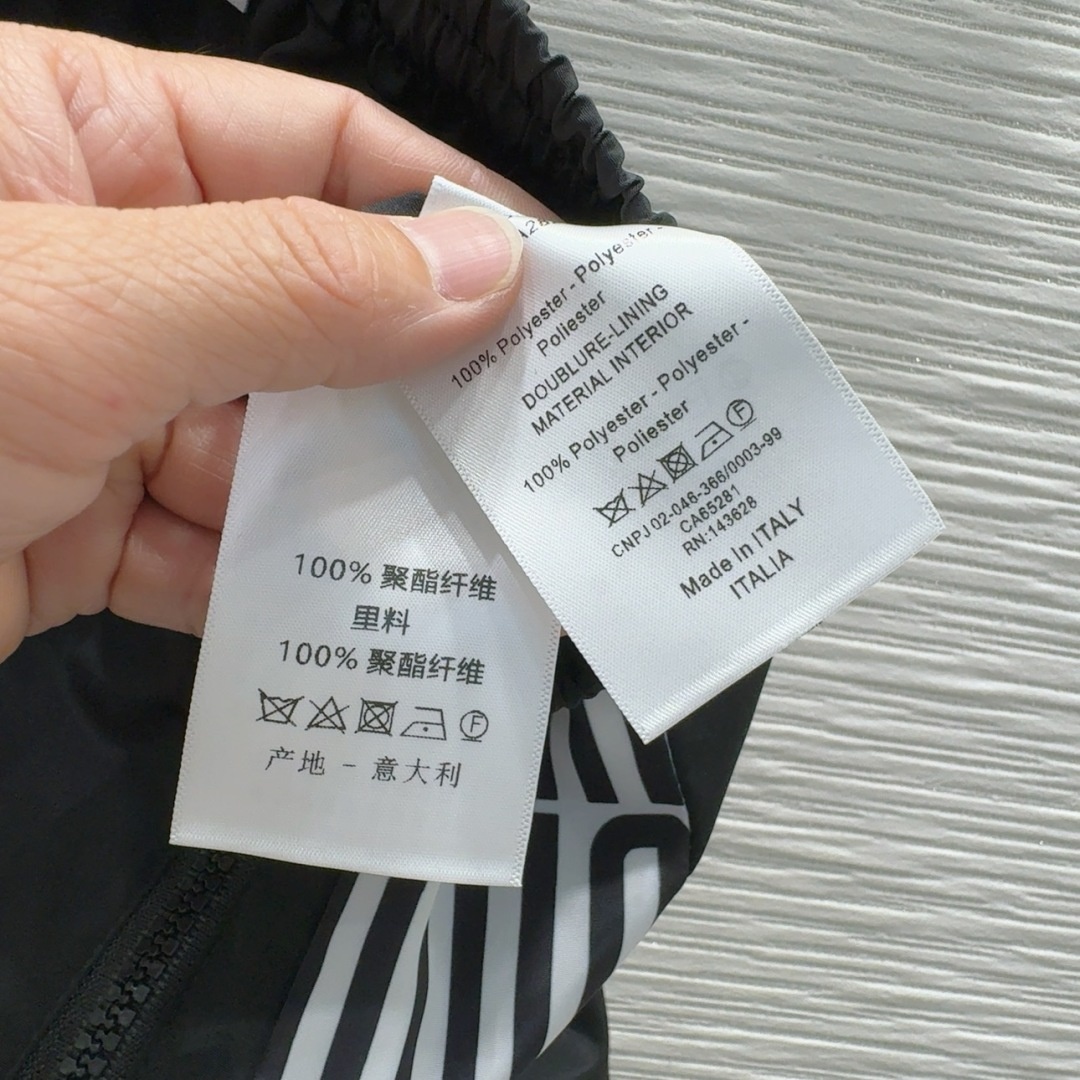 100% Polyester - Polyester -
Poliester
DOUBLURE-LINING
MATERIAL INTERIOR
100% Polyester - Polyester -
Poliester
F
CNPJ 02-046-366/0003-99
CA65281
RN:143628
Made in ITALY
ITALIA
100% 聚酯纤维
里料
100% 聚酯纤维
F
产地 - 意大利